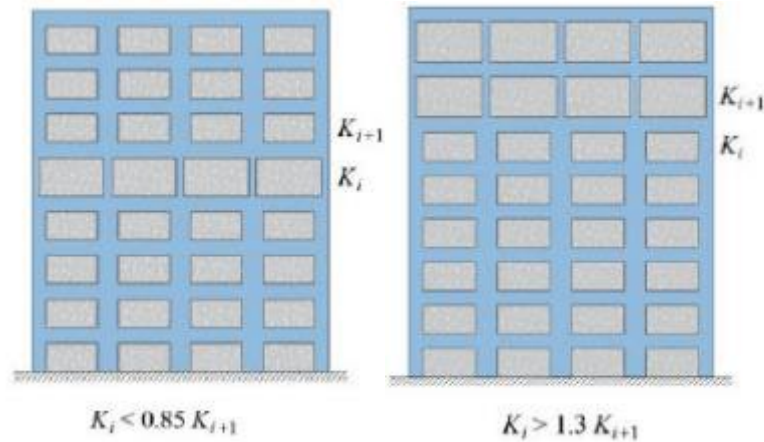 K_{i+1}
K_i
K_i < 0.85 K_{i+1}
K_{i+1}
K_i
K_i > 1.3 K_{i+1}